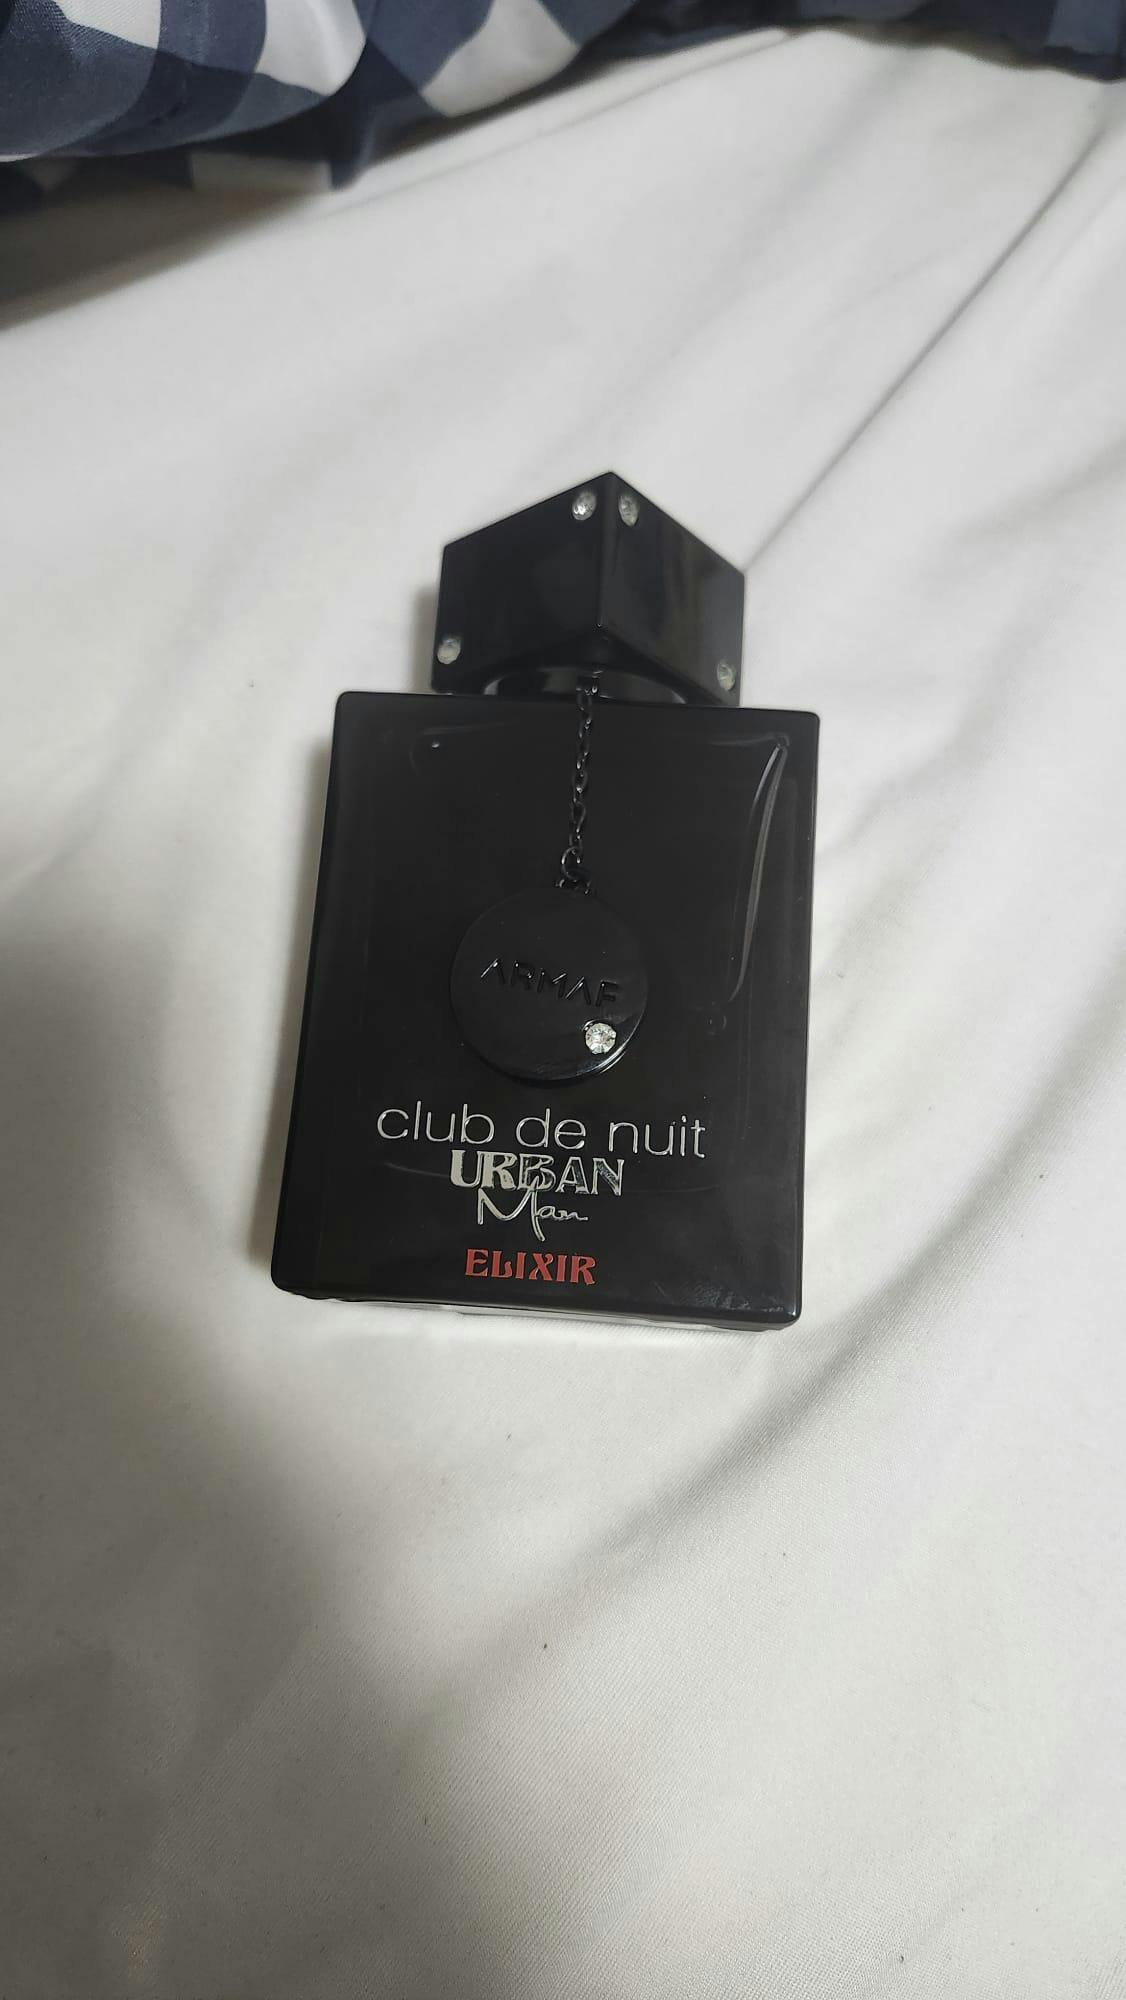 ARMAF
club de nuit
URBAN
Man
ELIXIR